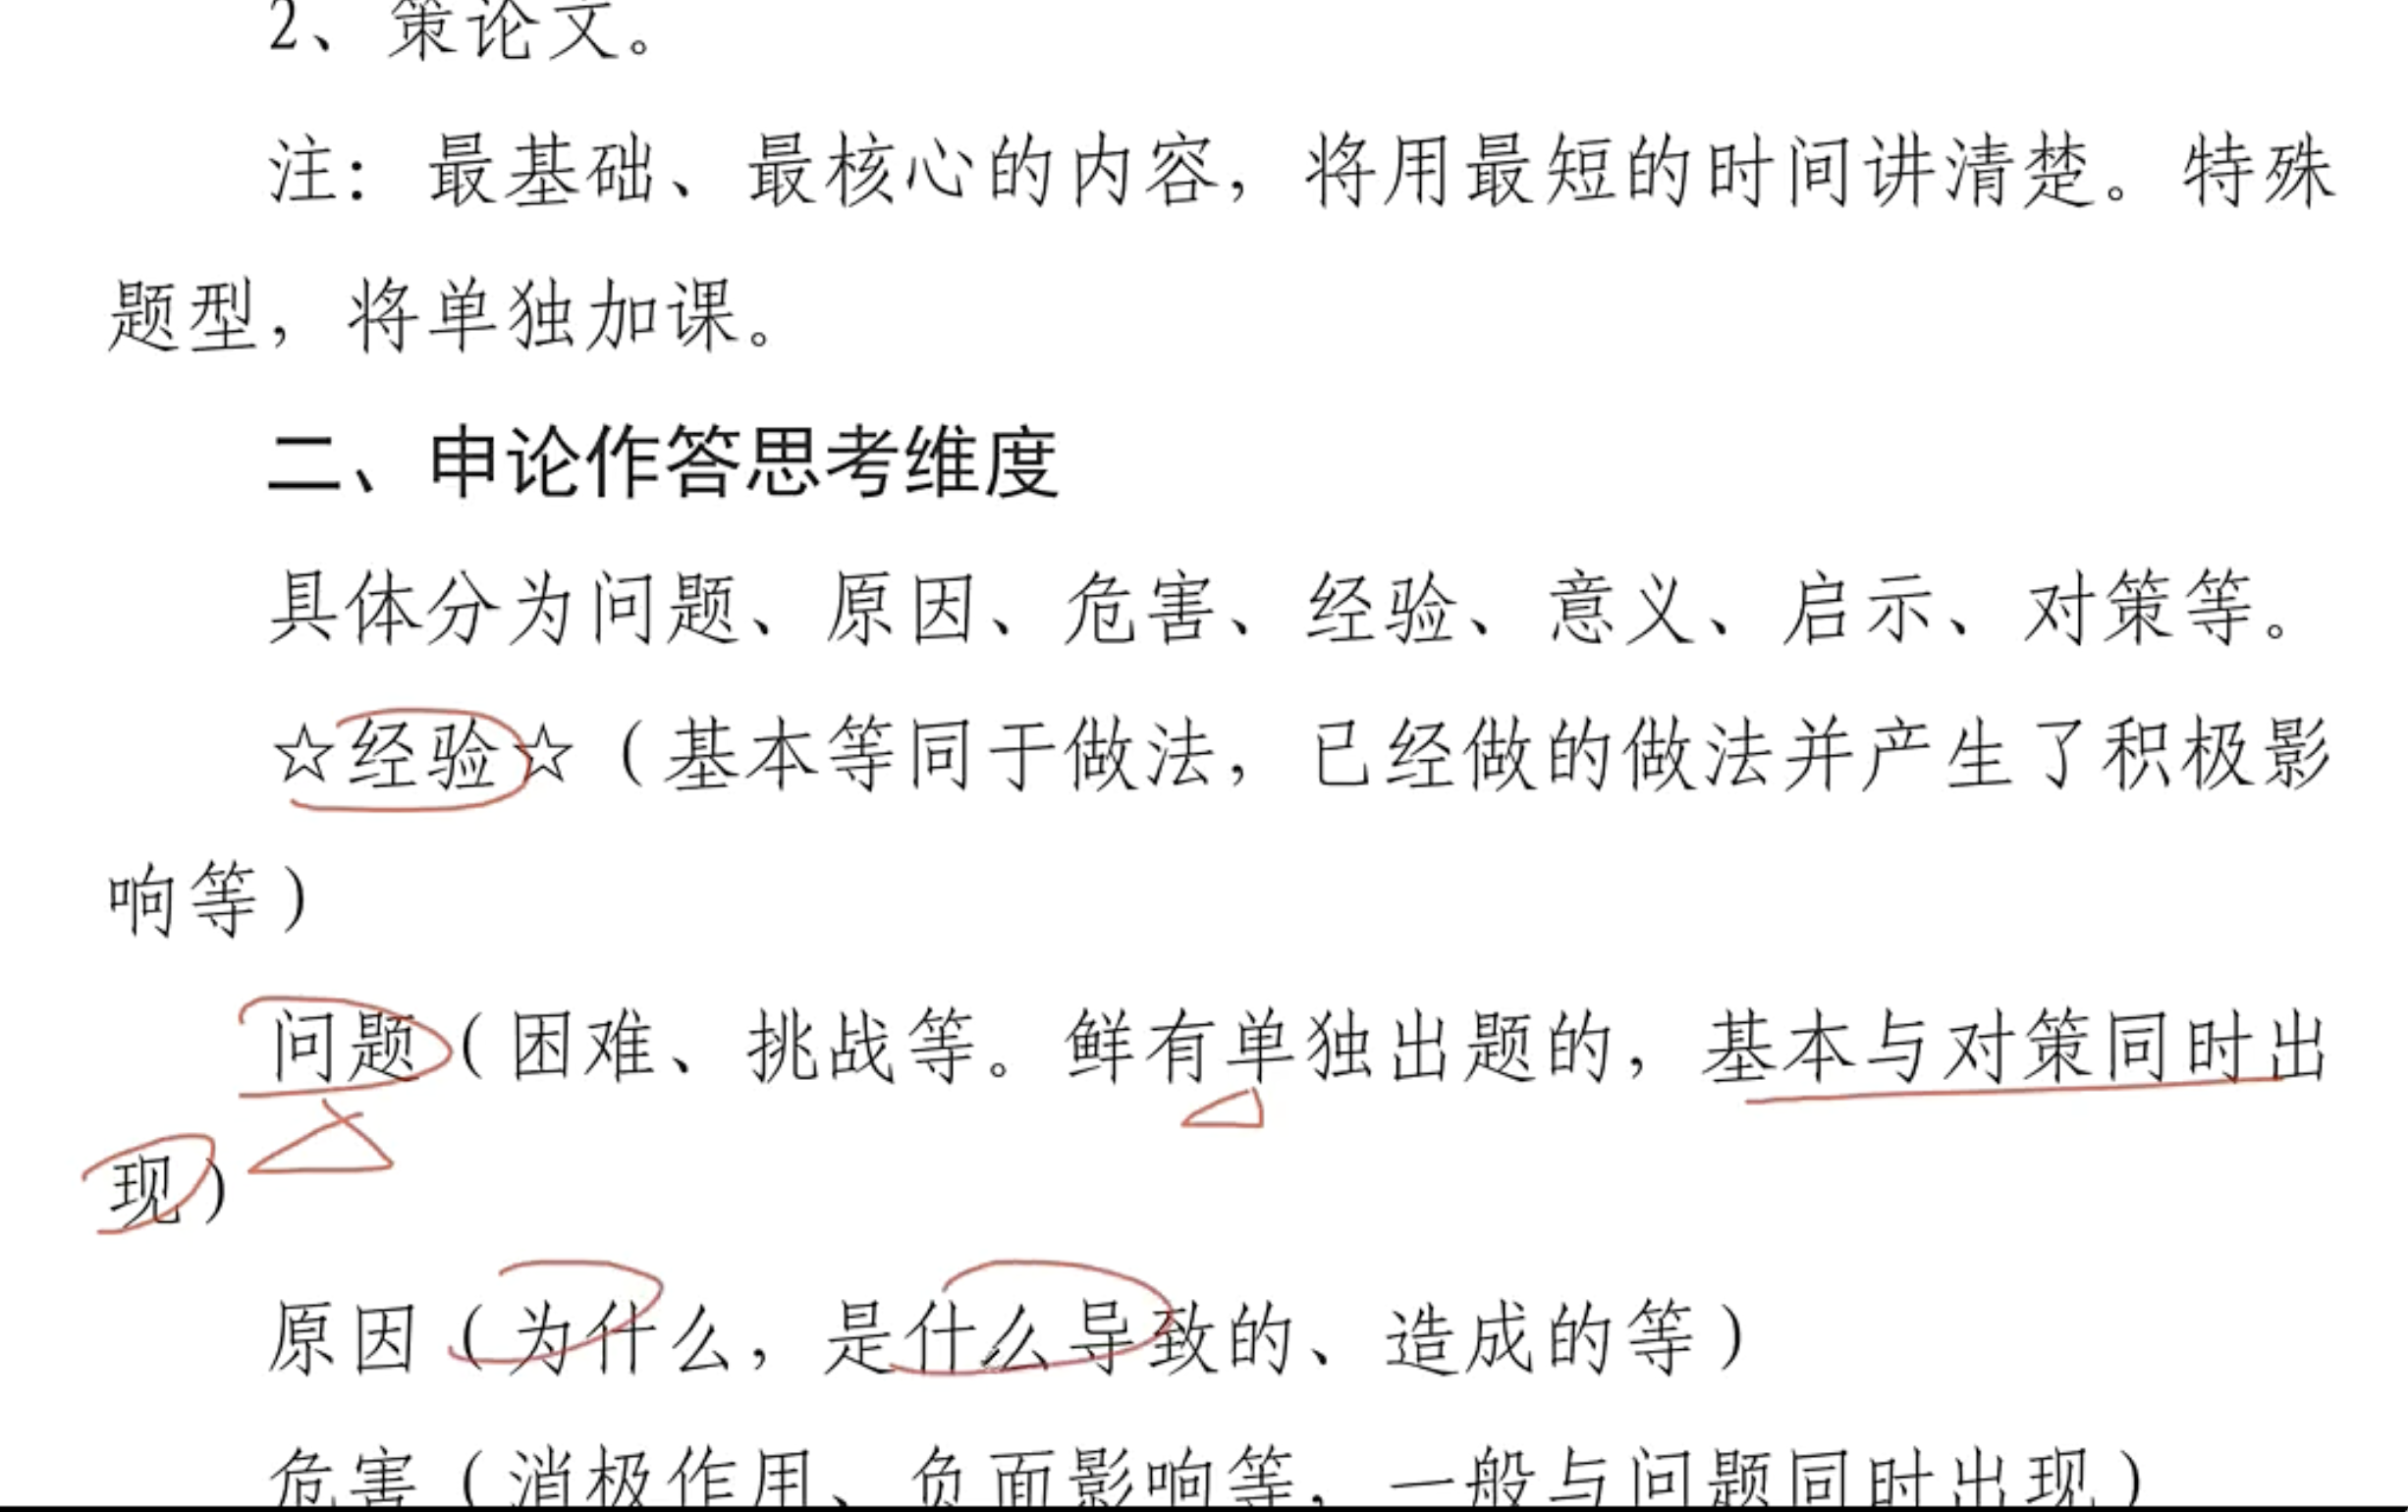 2、策论文。
注：最基础、最核心的内容，将用最短的时间讲清楚。特殊
题型，将单独加课。
二、申论作答思考维度
具体分为问题、原因、危害、经验、意义、启示、对策等。
☆经验☆（基本等同于做法，已经做的做法并产生了积极影
响等）
问题（困难、挑战等。鲜有单独出题的，基本与对策同时出
现）
原因（为什么，是什么导致的、造成的等）
危害（消极作用、负面影响等，一般与问题同时出现）